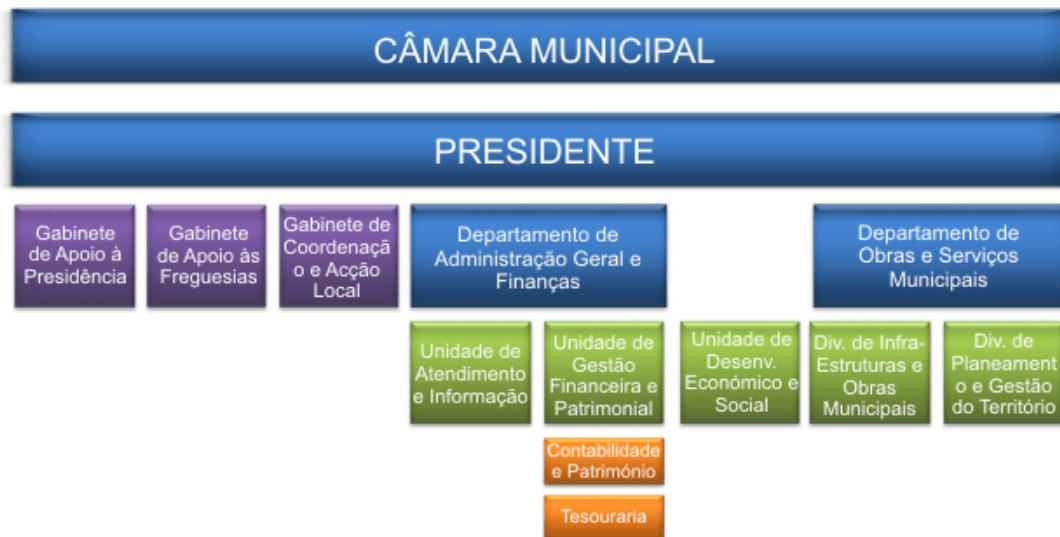 CÂMARA MUNICIPAL
PRESIDENTE
Gabinete
de Apoio à
Presidência
Gabinete
de Apoio às
Freguesias
Gabinete de
Coordenaçã
o e Acção
Local
Departamento de
Administração Geral e
Finanças
Departamento de
Obras e Serviços
Municipais
Unidade de
Atendimento
e Informação
Unidade de
Gestão
Financeira e
Patrimonial
Unidade de
Desenv.
Económico e
Social
Div. de Infra-
Estruturas e
Obras
Municipais
Div. de
Planeament
o e Gestão
do Território
Contabilidade
e Património
Tesouraria